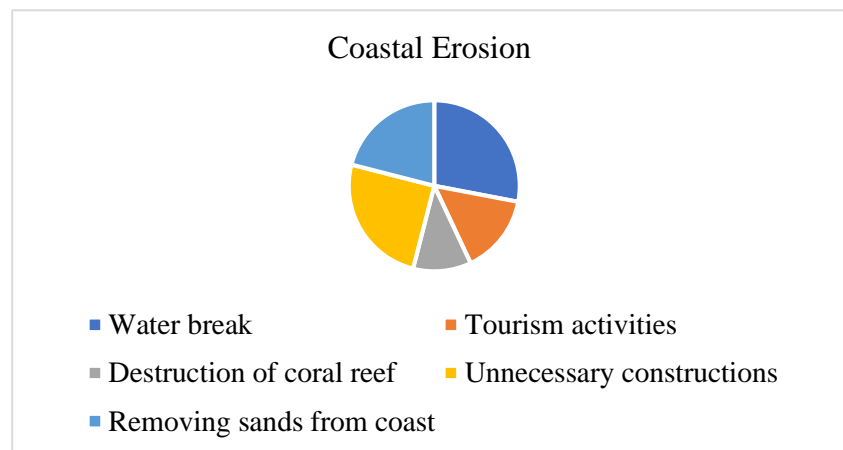 Coastal Erosion
Water break
Tourism activities
Destruction of coral reef
Unnecessary constructions
Removing sands from coast